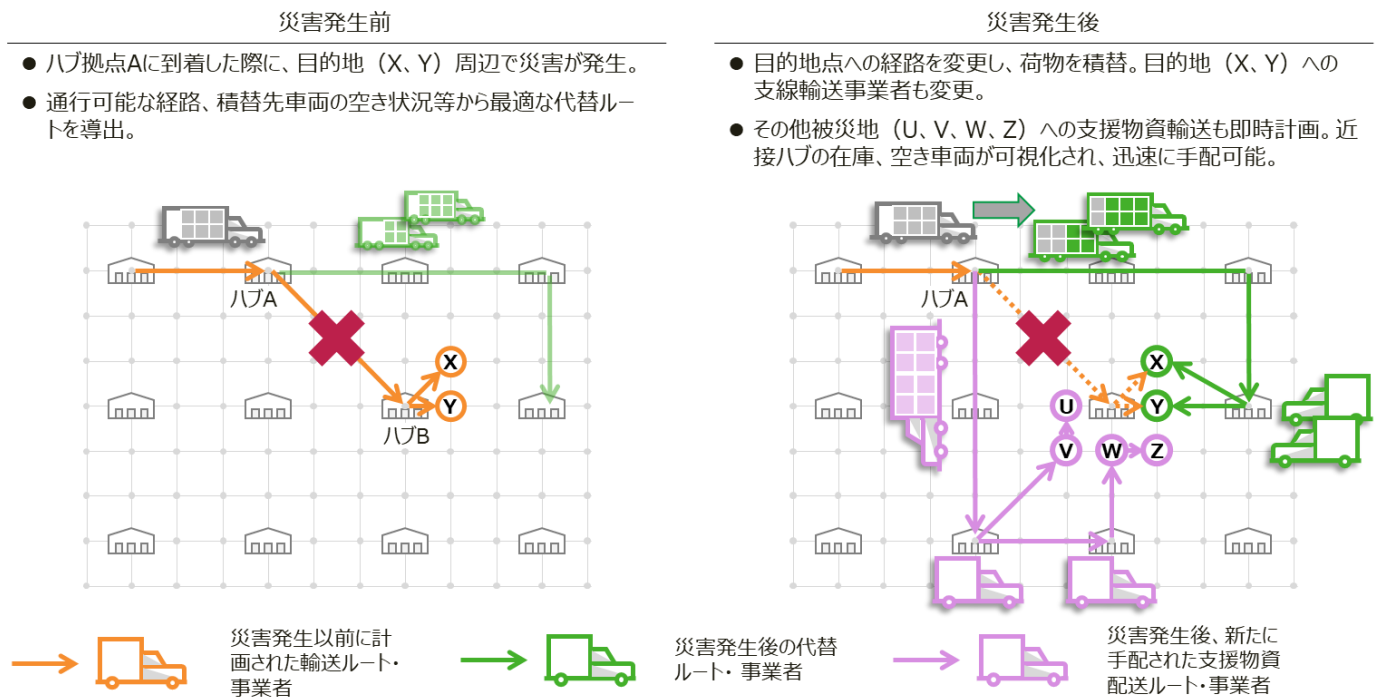 災害発生前
● ハブ拠点Aに到着した際に、目的地（X、Y）周辺で災害が発生。
● 通行可能な経路、積替先車両の空き状況等から最適な代替ルー
トを導出。
ハブA
X
Y
ハブB
災害発生後
● 目的地点への経路を変更し、荷物を積替。目的地（X、Y）への
支線輸送事業者も変更。
● その他被災地（U、V、W、Z）への支援物資輸送も即時計画。近
接ハブの在庫、空き車両が可視化され、迅速に手配可能。
ハブA
X
U
Y
V
W
Z
災害発生以前に計
画された輸送ルート・
事業者
災害発生後の代替
ルート・事業者
災害発生後、新たに
手配された支援物資
配送ルート・事業者